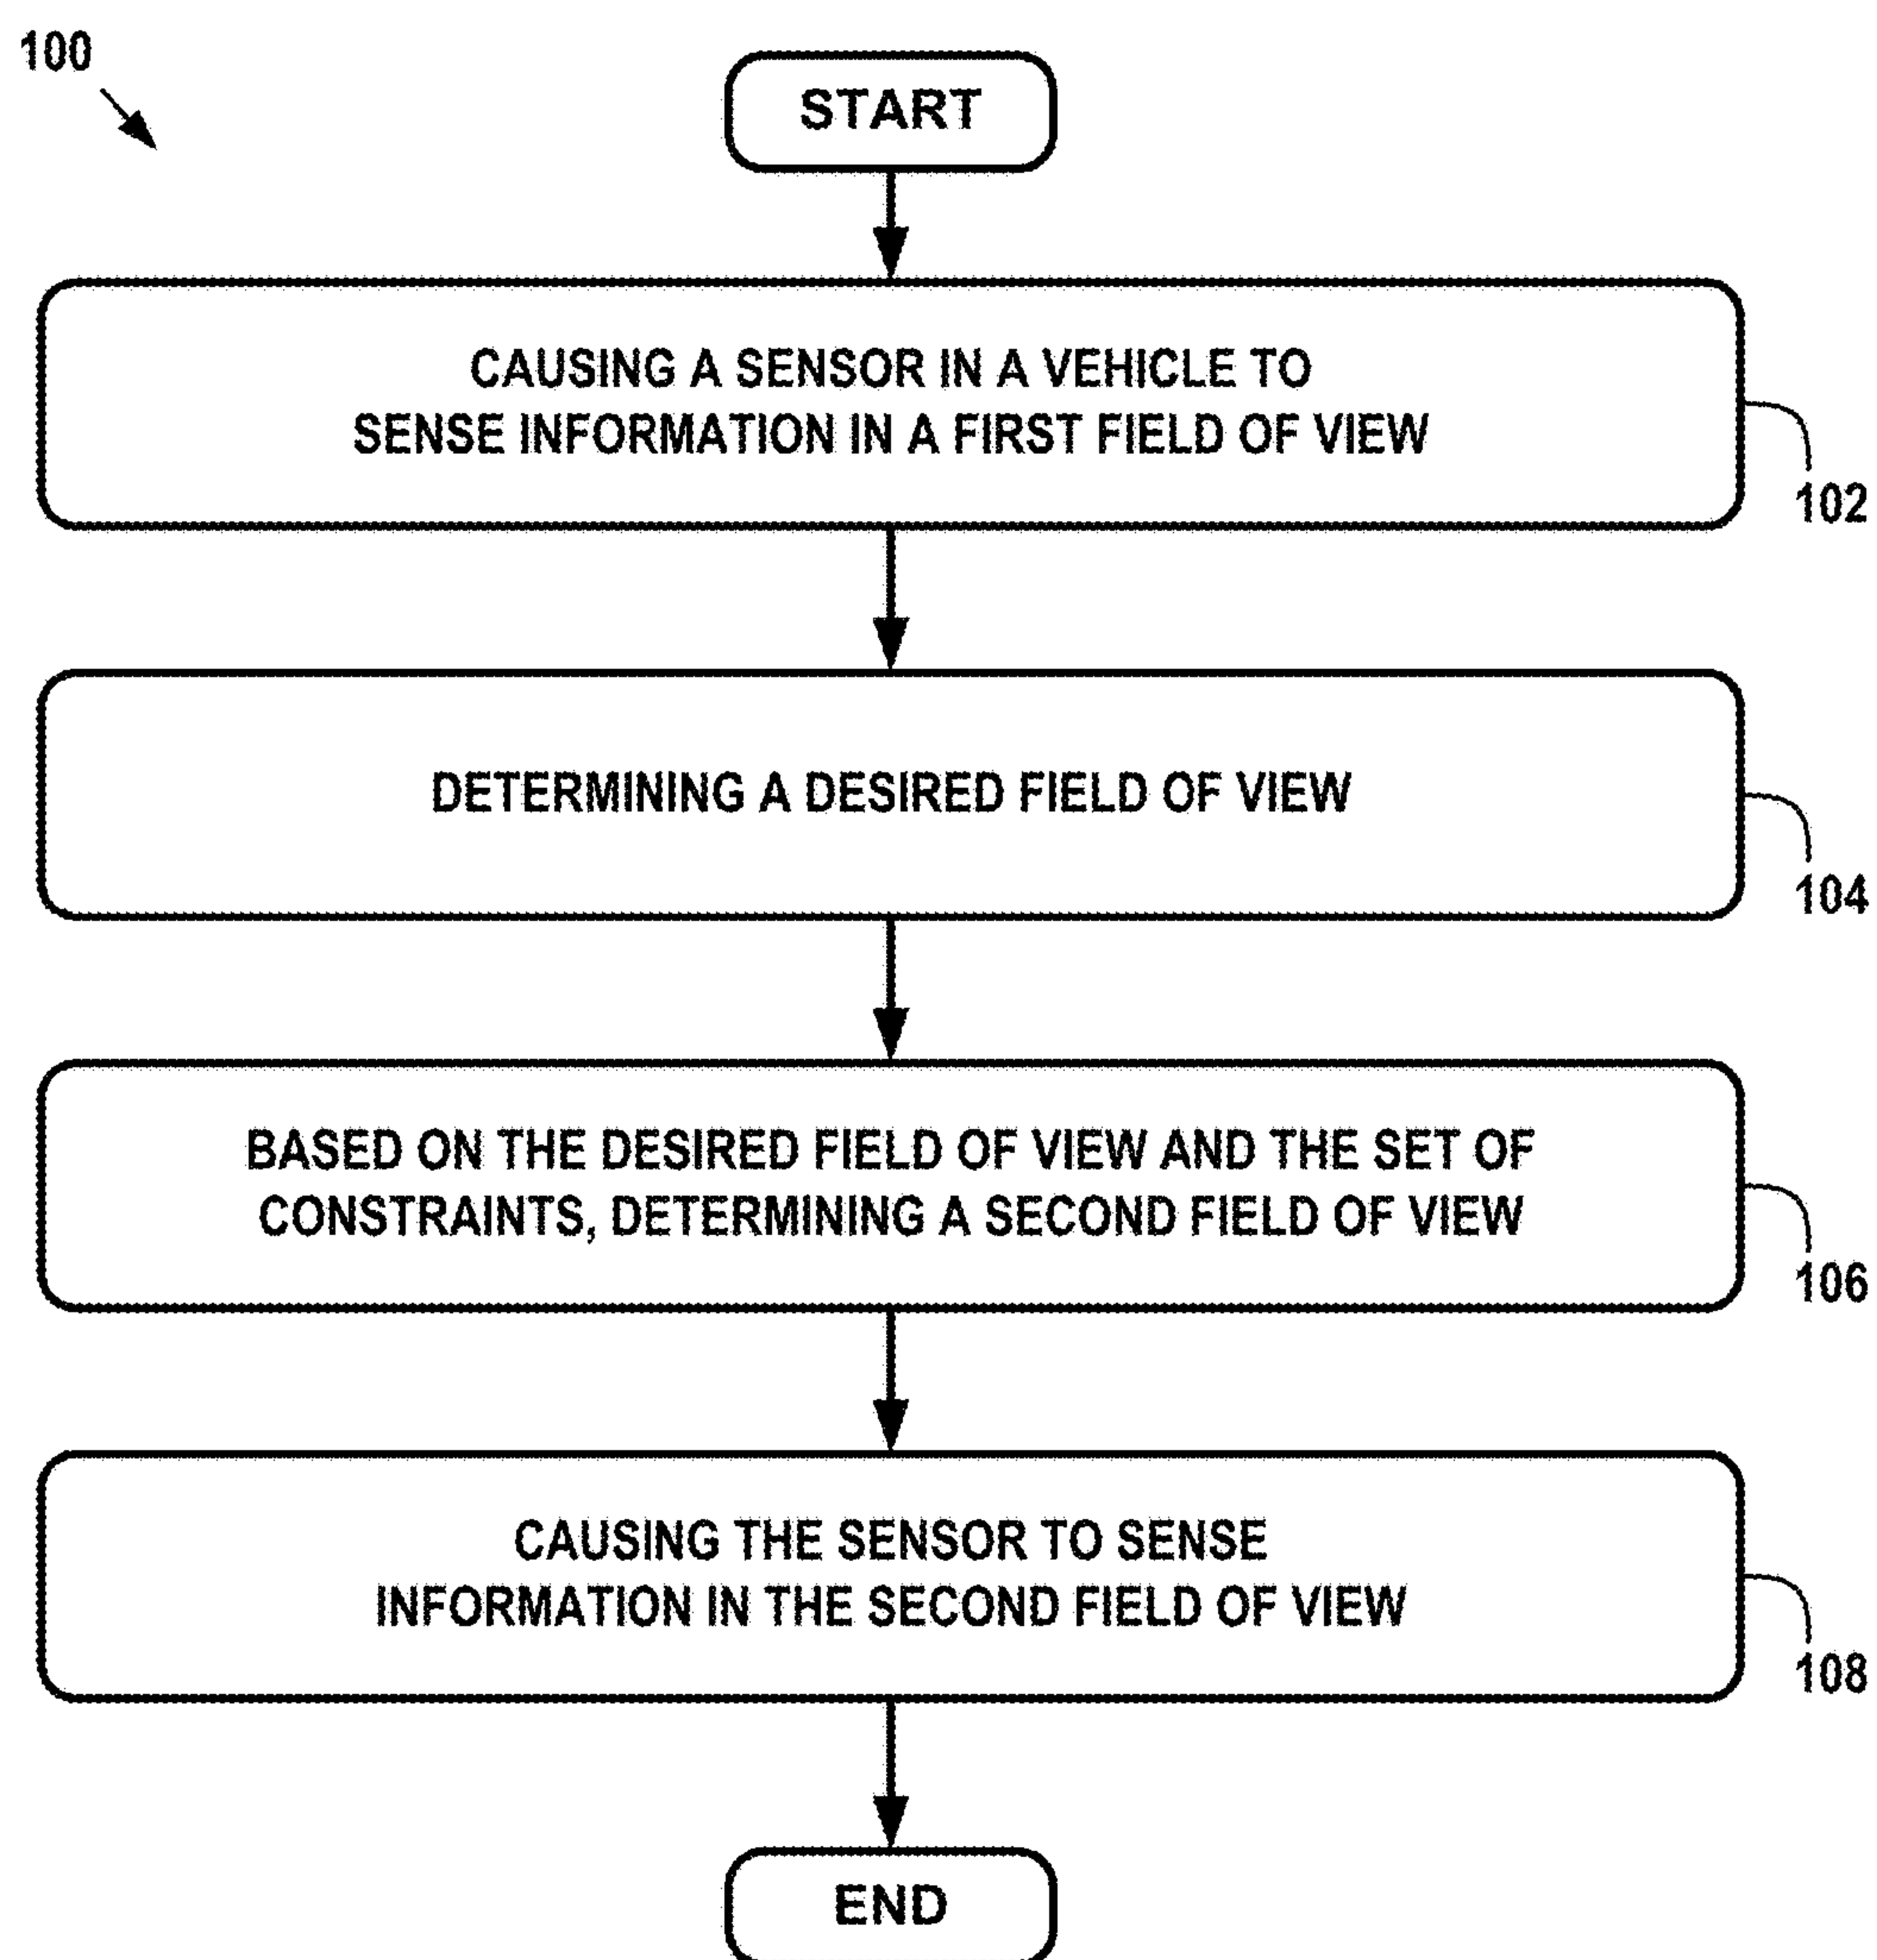 100
START
CAUSING A SENSOR IN A VEHICLE TO
SENSE INFORMATION IN A FIRST FIELD OF VIEW
102
DETERMINING A DESIRED FIELD OF VIEW
104
BASED ON THE DESIRED FIELD OF VIEW AND THE SET OF
CONSTRAINTS, DETERMINING A SECOND FIELD OF VIEW
106
CAUSING THE SENSOR TO SENSE
INFORMATION IN THE SECOND FIELD OF VIEW
108
END